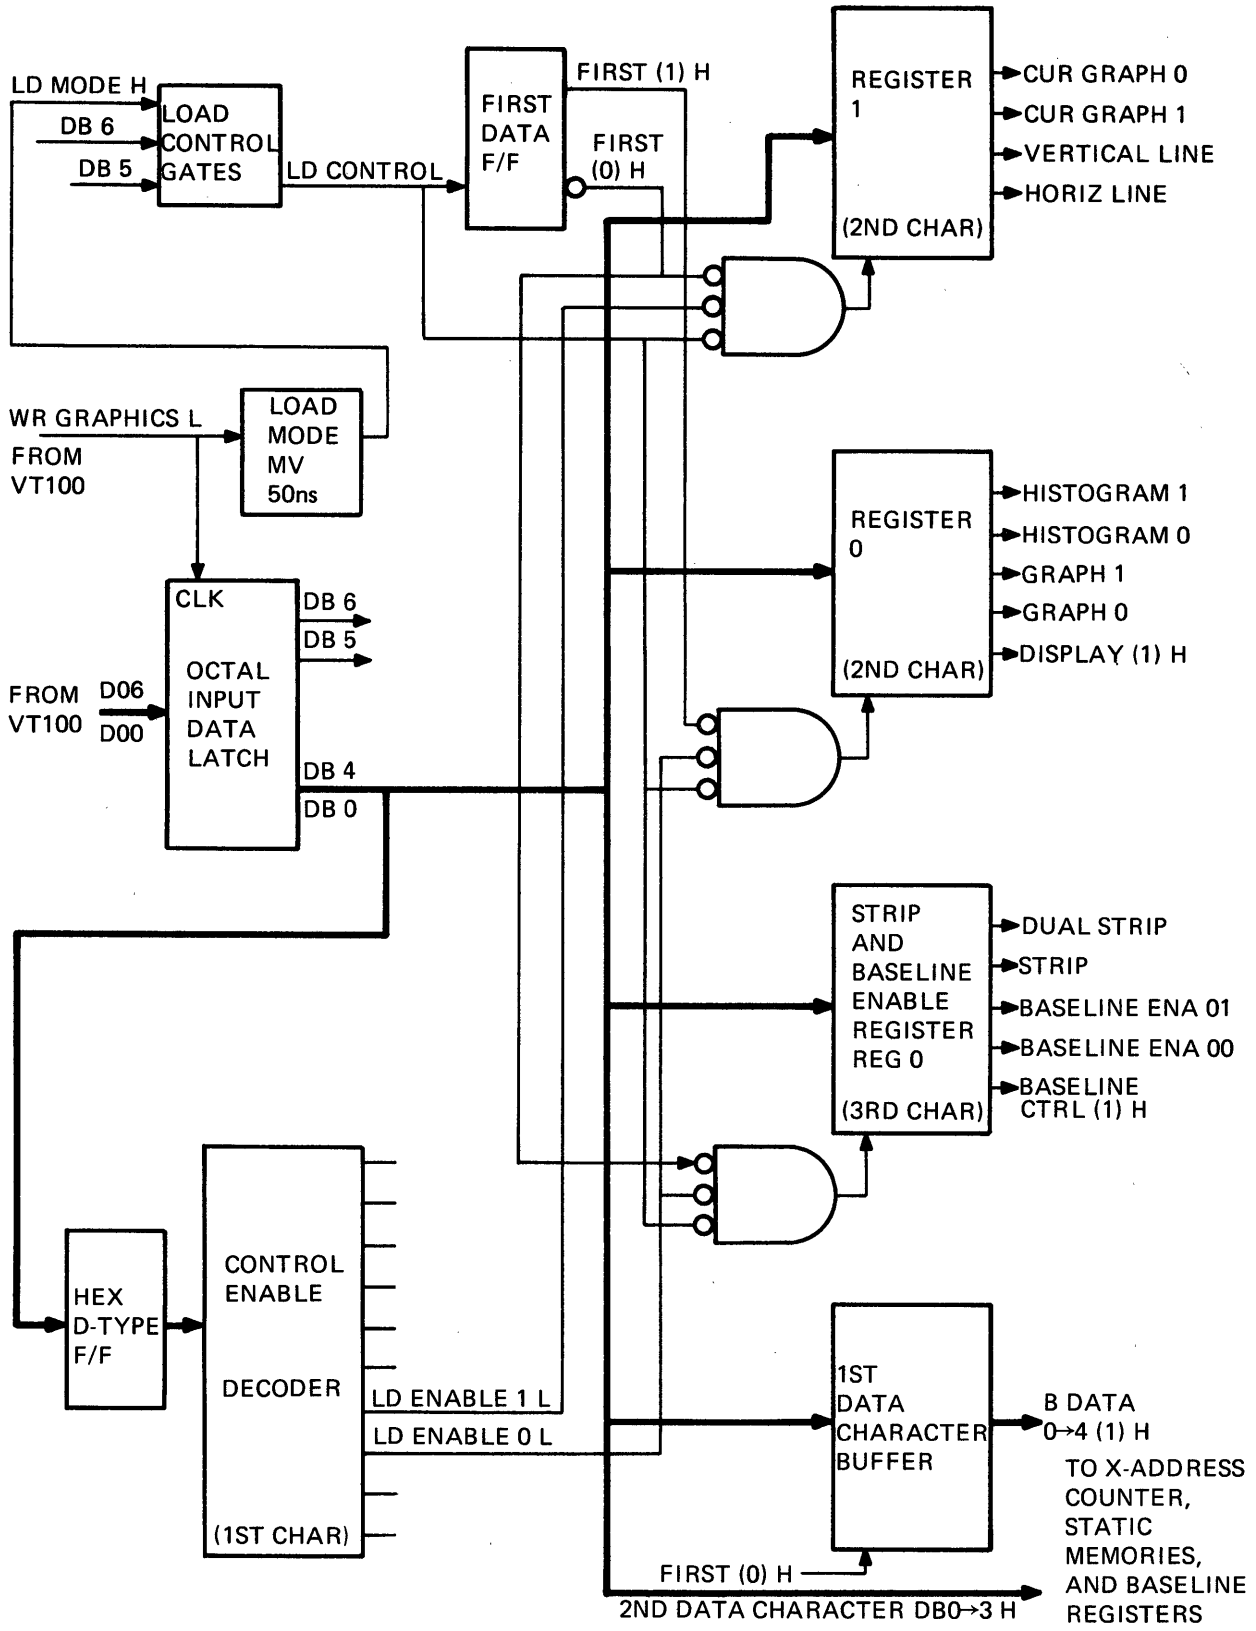 LD MODE H
DB 6
DB 5
LOAD
CONTROL
GATES
LD CONTROL
FIRST
DATA
F/F
FIRST (1) H
FIRST
(0) H
REGISTER
1
(2ND CHAR)
CUR GRAPH 0
CUR GRAPH 1
VERTICAL LINE
HORIZ LINE
WR GRAPHICS L
FROM
VT100
LOAD
MODE
MV
50ns
CLK
OCTAL
INPUT
DATA
LATCH
DB 6
DB 5
FROM
VT100
D06
D00
DB 4
DB 0
REGISTER
0
(2ND CHAR)
HISTOGRAM 1
HISTOGRAM 0
GRAPH 1
GRAPH 0
DISPLAY (1) H
STRIP
AND
BASELINE
ENABLE
REGISTER
REG 0
(3RD CHAR)
DUAL STRIP
STRIP
BASELINE ENA 01
BASELINE ENA 00
BASELINE
CTRL (1) H
HEX
D-TYPE
F/F
CONTROL
ENABLE
DECODER
(1ST CHAR)
LD ENABLE 1 L
LD ENABLE 0 L
1ST
DATA
CHARACTER
BUFFER
B DATA
0→4 (1) H
TO X-ADDRESS
COUNTER,
STATIC
MEMORIES,
AND BASELINE
REGISTERS
FIRST (0) H
2ND DATA CHARACTER DB0→3 H